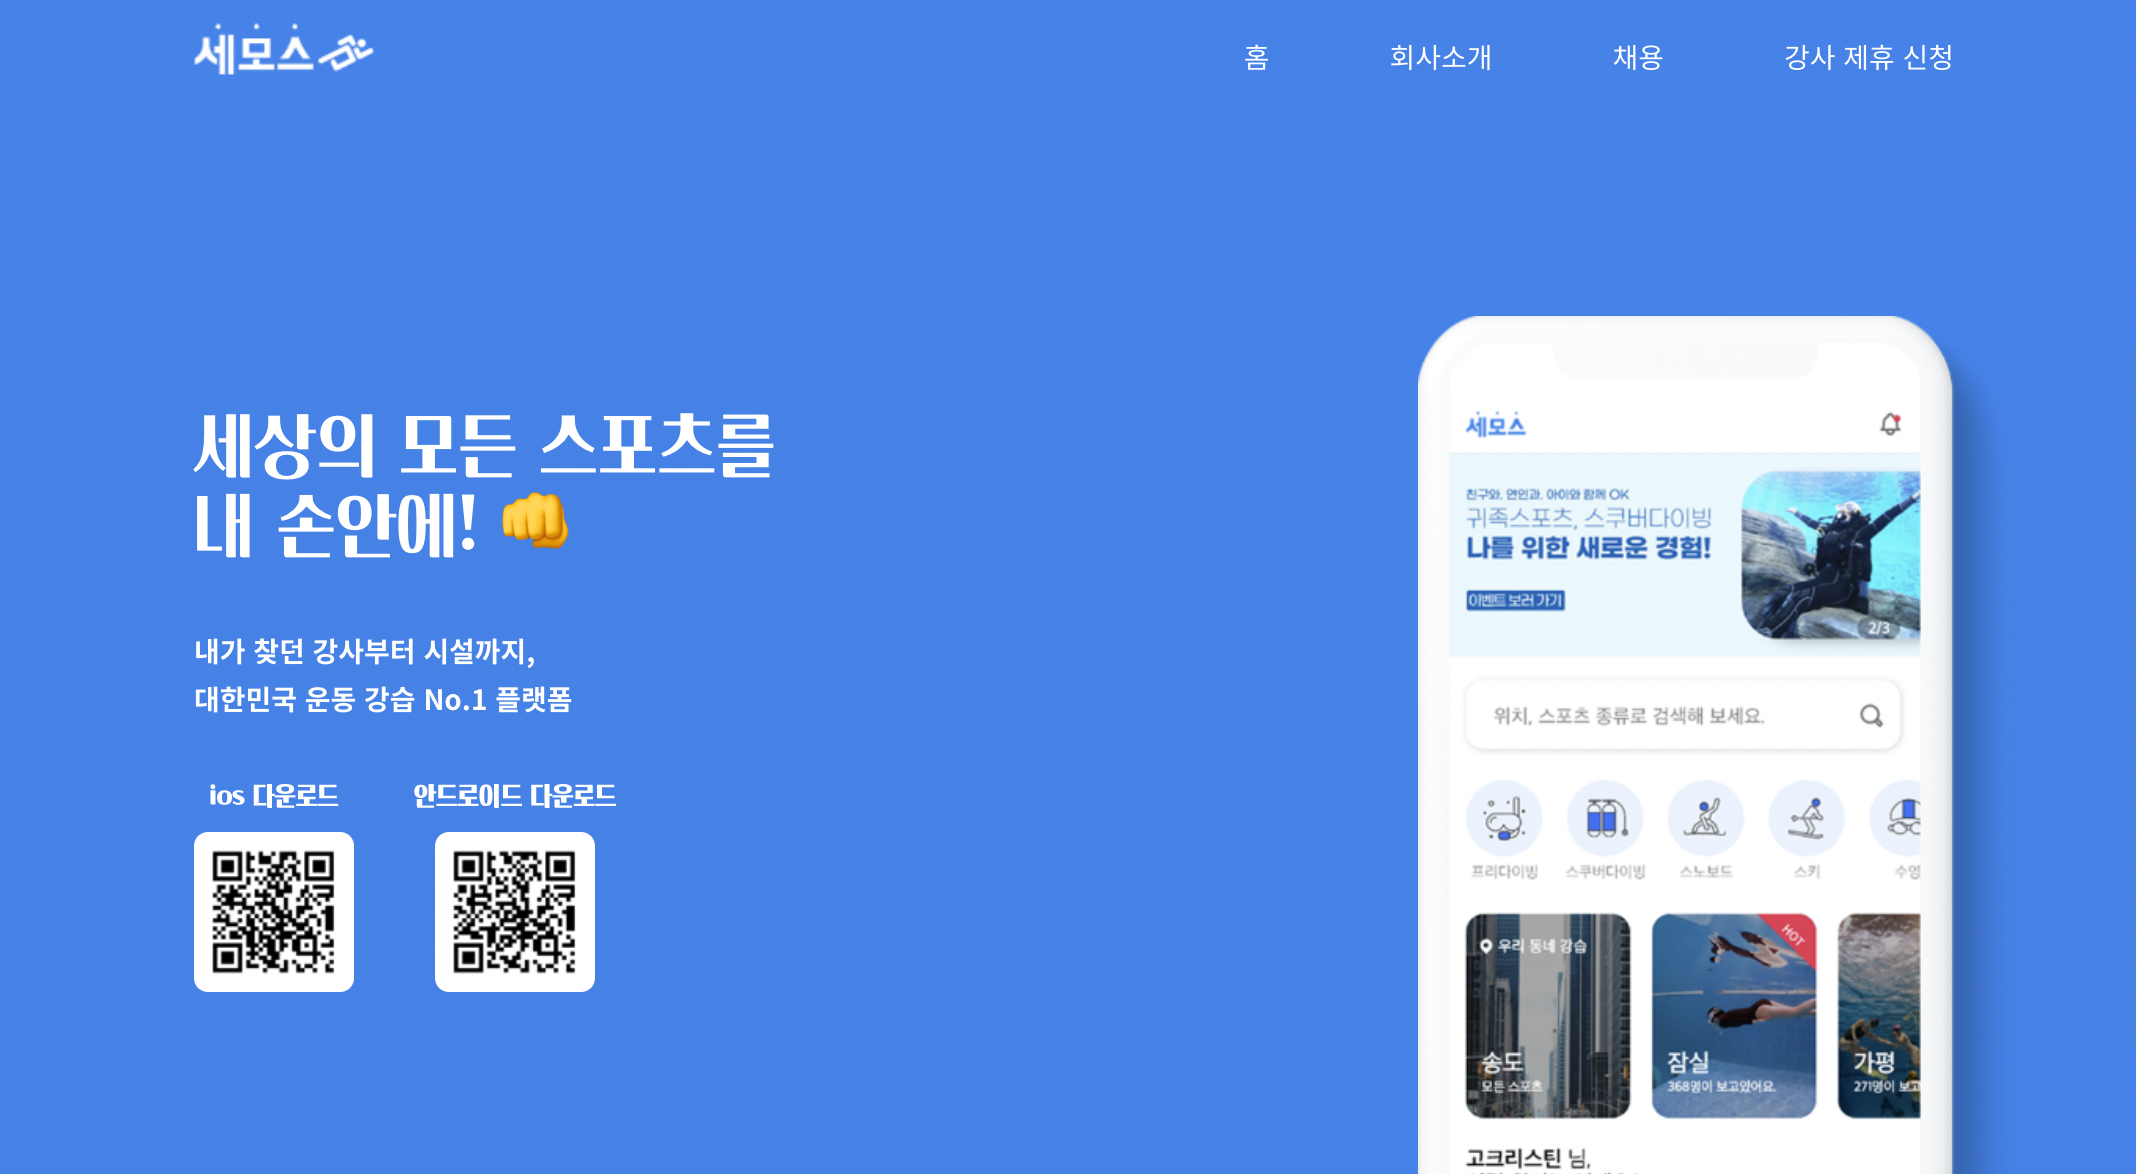 세모스
홈
회사소개
채용
강사 제휴 신청
세상의 모든 스포츠를
내 손안에! 👊
내가 찾던 강사부터 시설까지,
대한민국 운동 강습 No.1 플랫폼
ios 다운로드
안드로이드 다운로드
세모스
친구와, 연인과, 아이와 함께 OK
귀족스포츠, 스쿠버다이빙
나를 위한 새로운 경험!
이벤트 보러 가기
2/3
위치, 스포츠 종류로 검색해 보세요.
프리다이빙
스쿠버다이빙
스노보드
스키
수영
우리 동네 강습
송도
모든 스포츠
HOT
잠실
368명이 보고있어요.
가평
271명이 보고
고크리스틴 님,